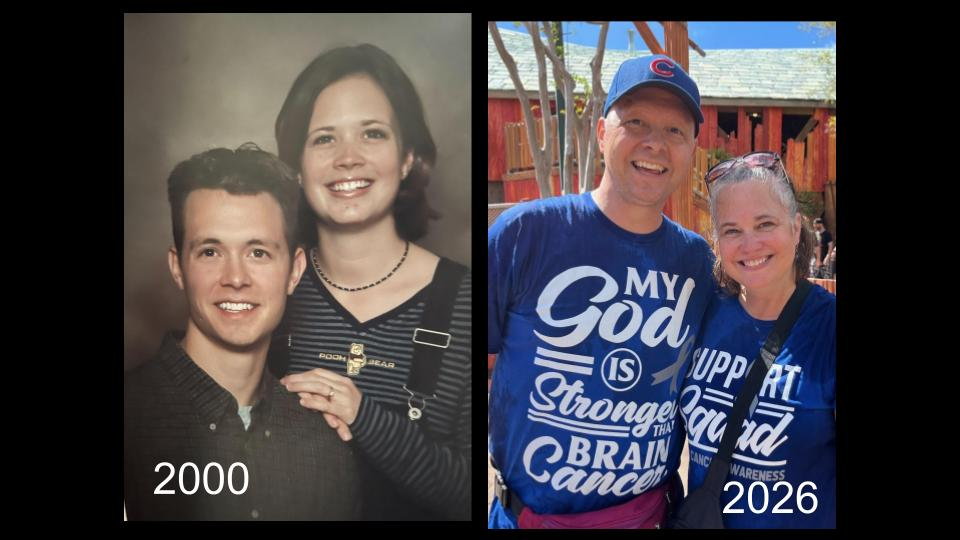 POOH BEAR
2000
C
MY
God
IS
Stronger
THAN
BRAIN
Cancer
SUPPORT
Squad
CANCER AWARENESS
2026